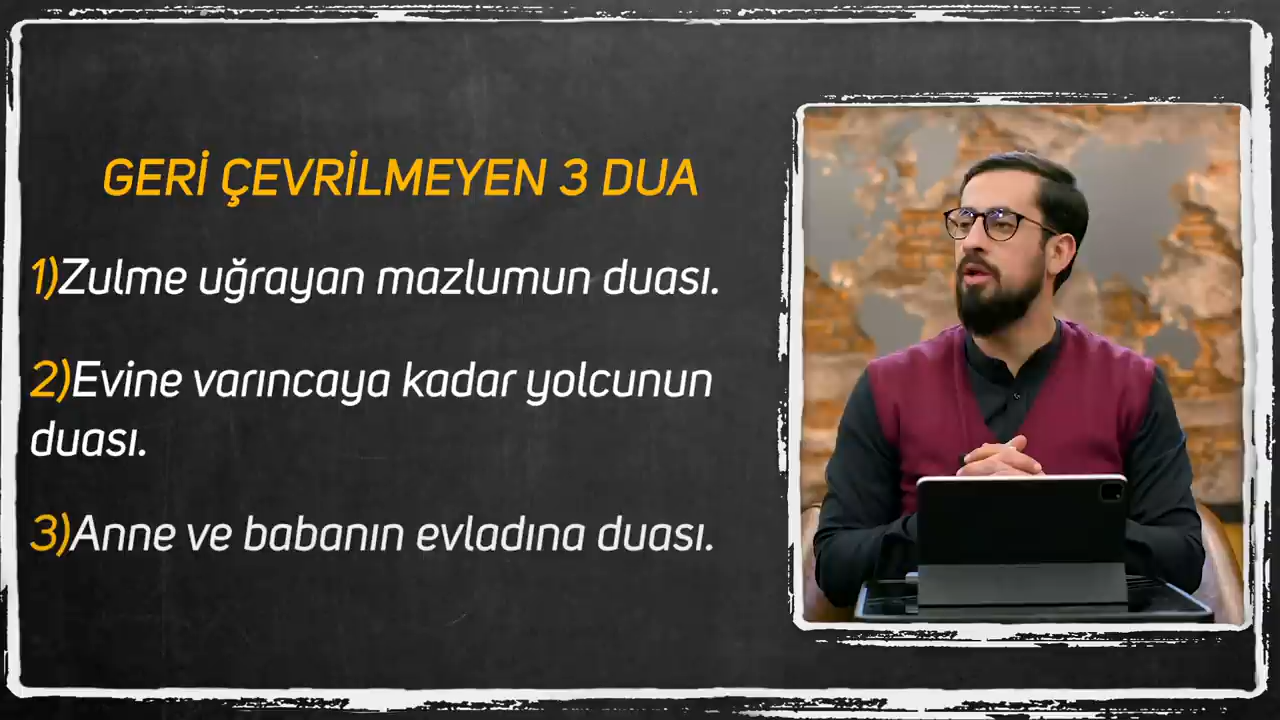 GERİ ÇEVRİLMEYEN 3 DUA
1)Zulme uğrayan mazlumun duası.
2)Evine varıncaya kadar yolcunun
duası.
3)Anne ve babanın evladına duası.